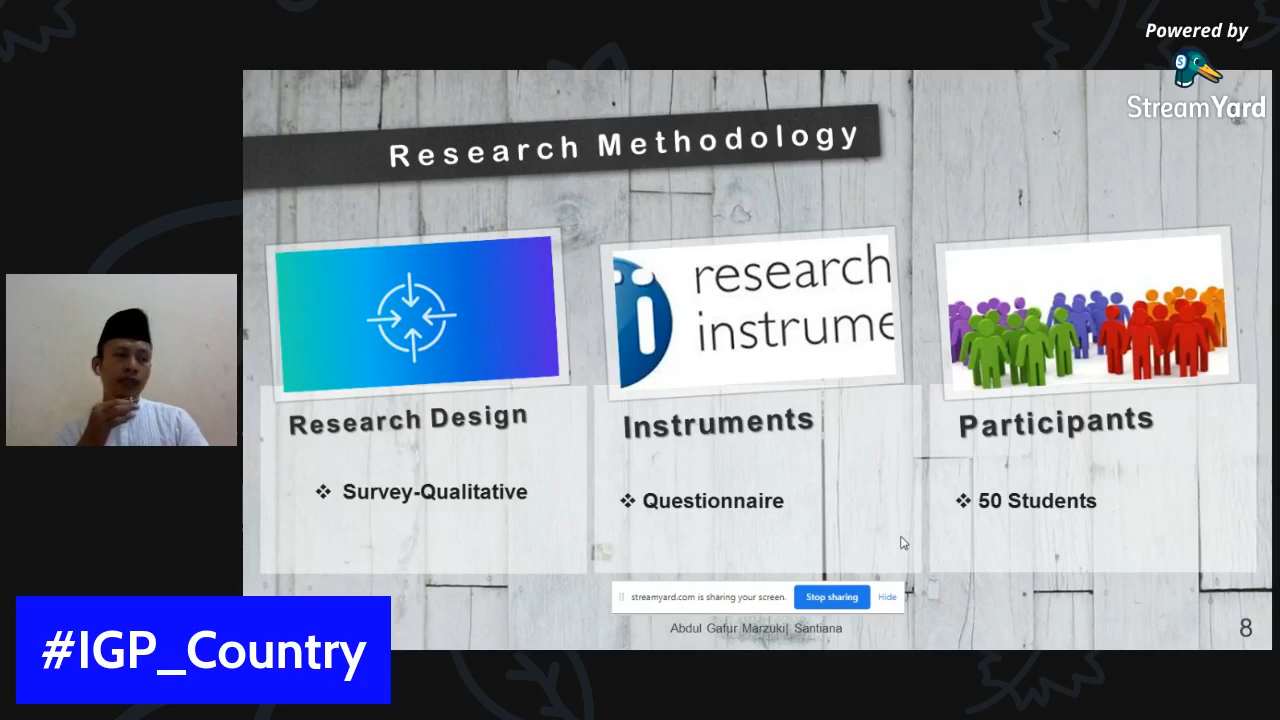 Powered by
StreamYard
Research Methodology
research
instrume
Research Design
Instruments
Participants
❖ Survey-Qualitative
❖ Questionnaire
❖ 50 Students
streamyard.com is sharing your screen.
Stop sharing
Hide
Abdul Gafur Marzuki| Santiana
8
#IGP_Country